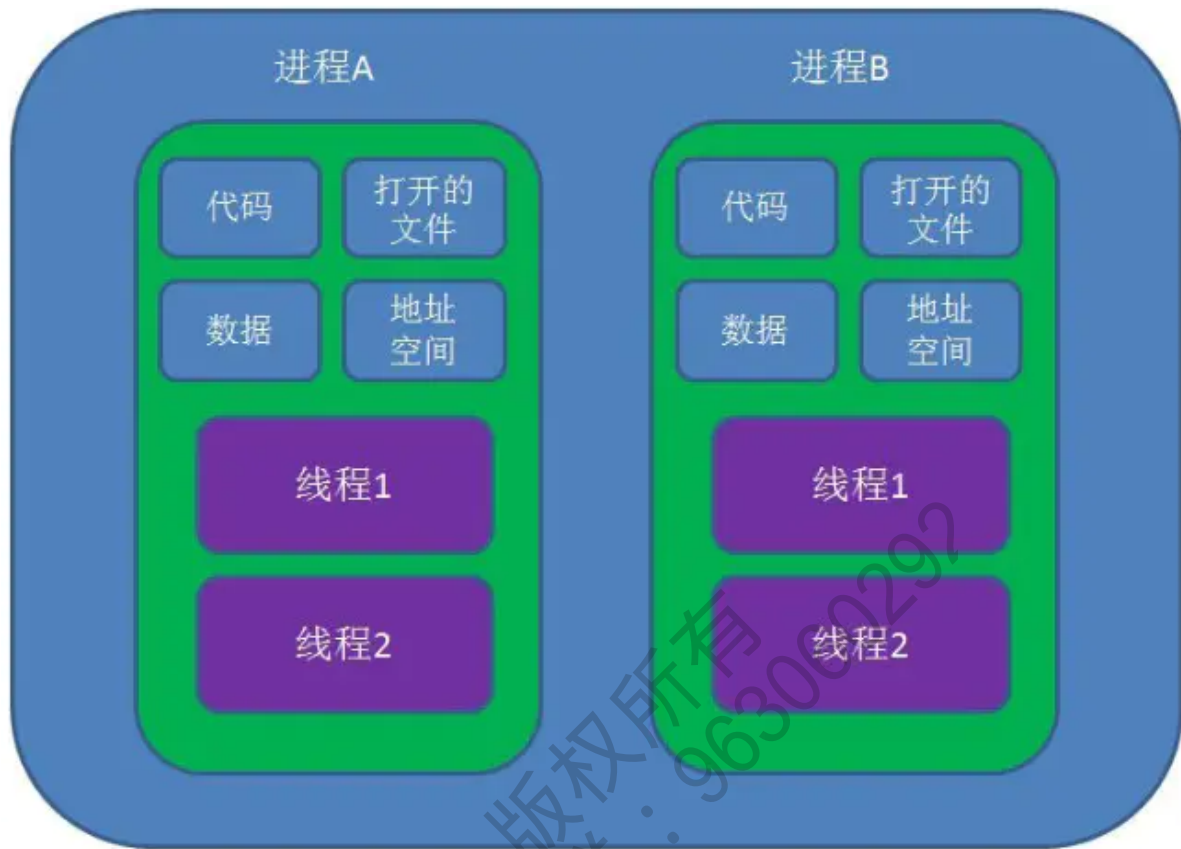 进程A
进程B
代码
打开的
文件
代码
打开的
文件
数据
地址
空间
数据
地址
空间
线程1
线程1
线程2
线程2
版权所有
：963060292